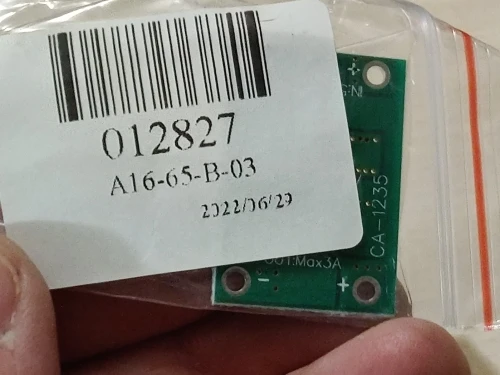 012827
A16-65-B-03
2022/06/29
+
CA-1235
OUT:Max3A
- +